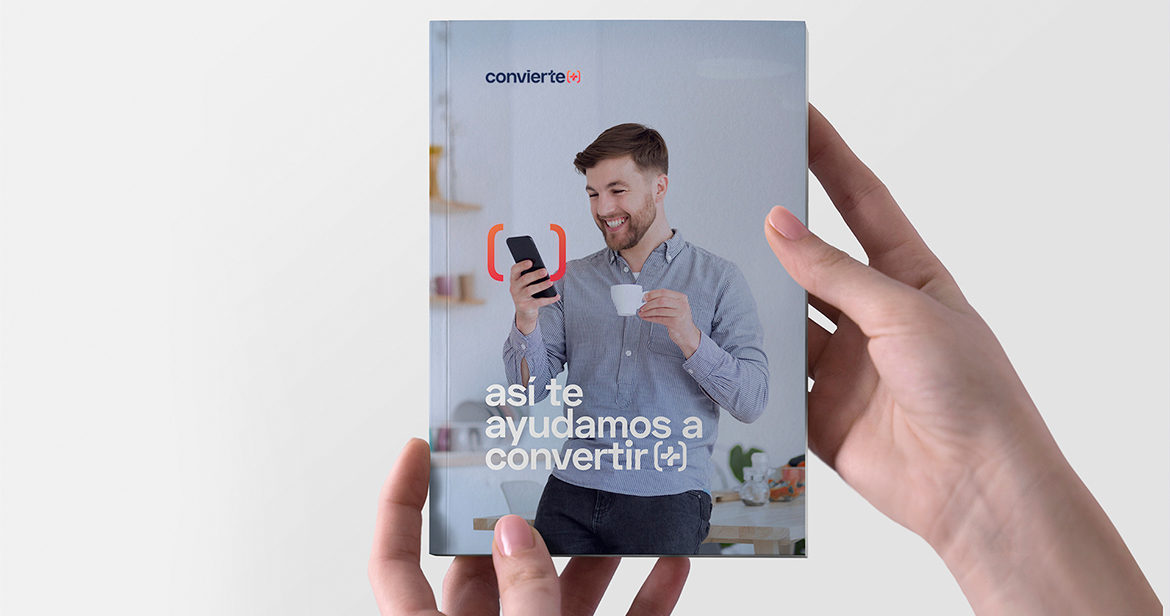 convierte[+]
así te
ayudamos a
convertir[+]